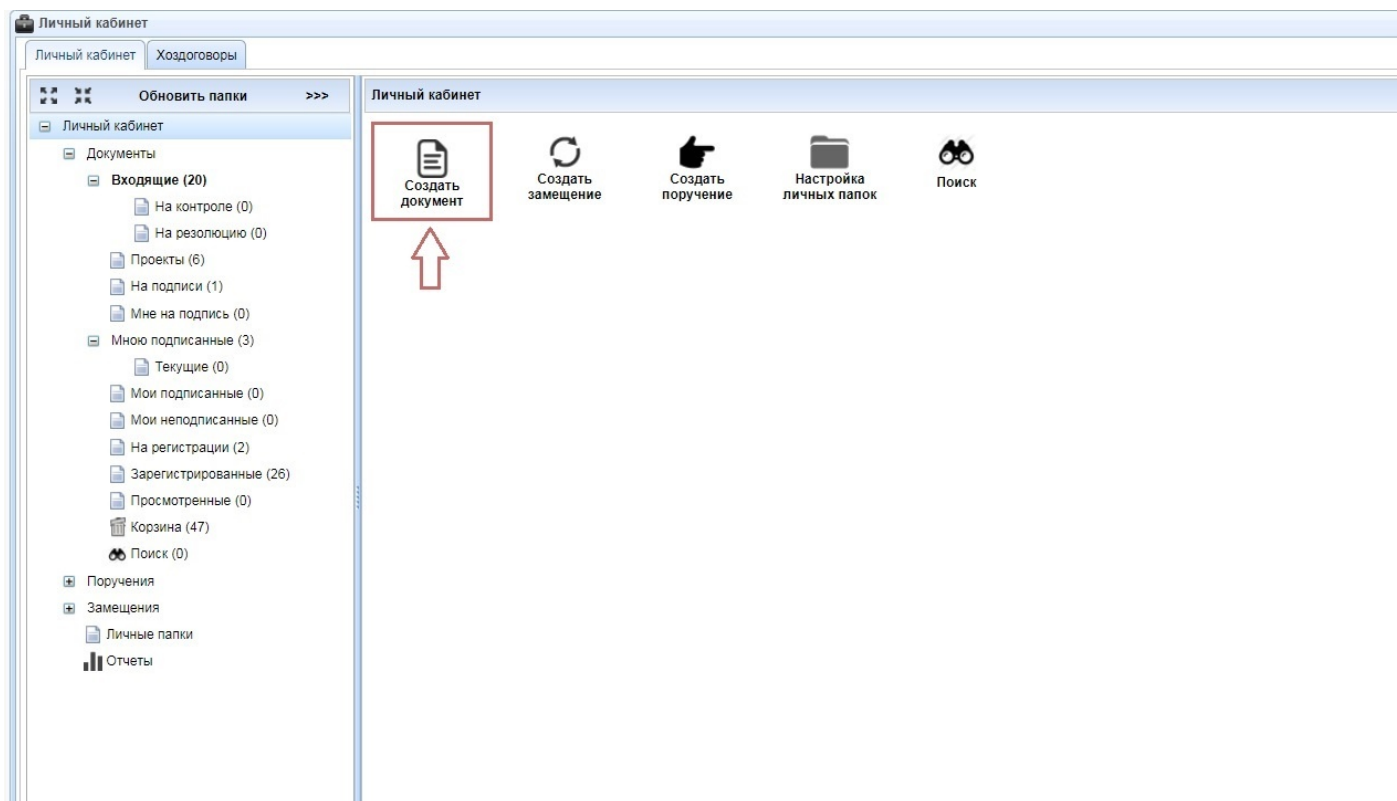 Личный кабинет
Личный кабинет
Хоздоговоры
Обновить папки >>>
Личный кабинет
Документы
Входящие (20)
На контроле (0)
На резолюцию (0)
Проекты (6)
На подписи (1)
Мне на подпись (0)
Мною подписанные (3)
Текущие (0)
Мои подписанные (0)
Мои неподписанные (0)
На регистрации (2)
Зарегистрированные (26)
Просмотренные (0)
Корзина (47)
Поиск (0)
Поручения
Замещения
Личные папки
Отчеты
Личный кабинет
Создать
документ
Создать
замещение
Создать
поручение
Настройка
личных папок
Поиск